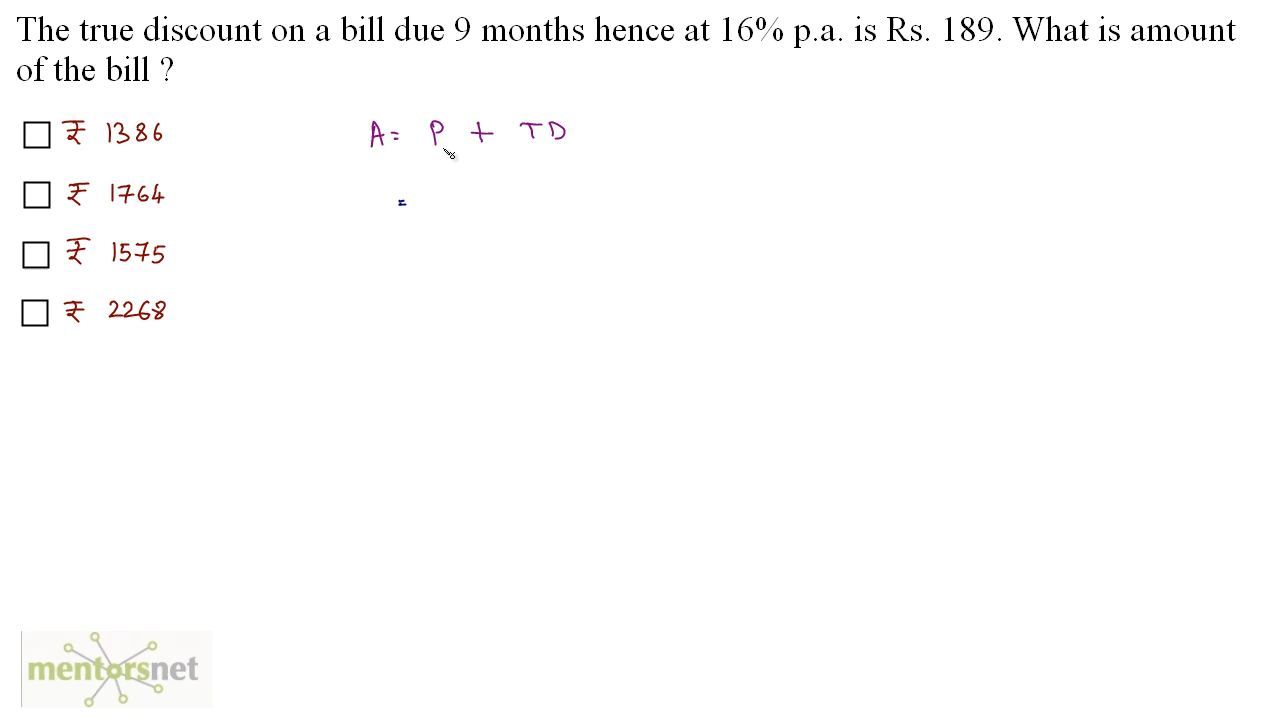 The true discount on a bill due 9 months hence at 16% p.a. is Rs. 189. What is amount
of the bill ?
₹ 1386
A = P + TD
₹ 1764
=
₹ 1575
₹ 2268
mentorsnet